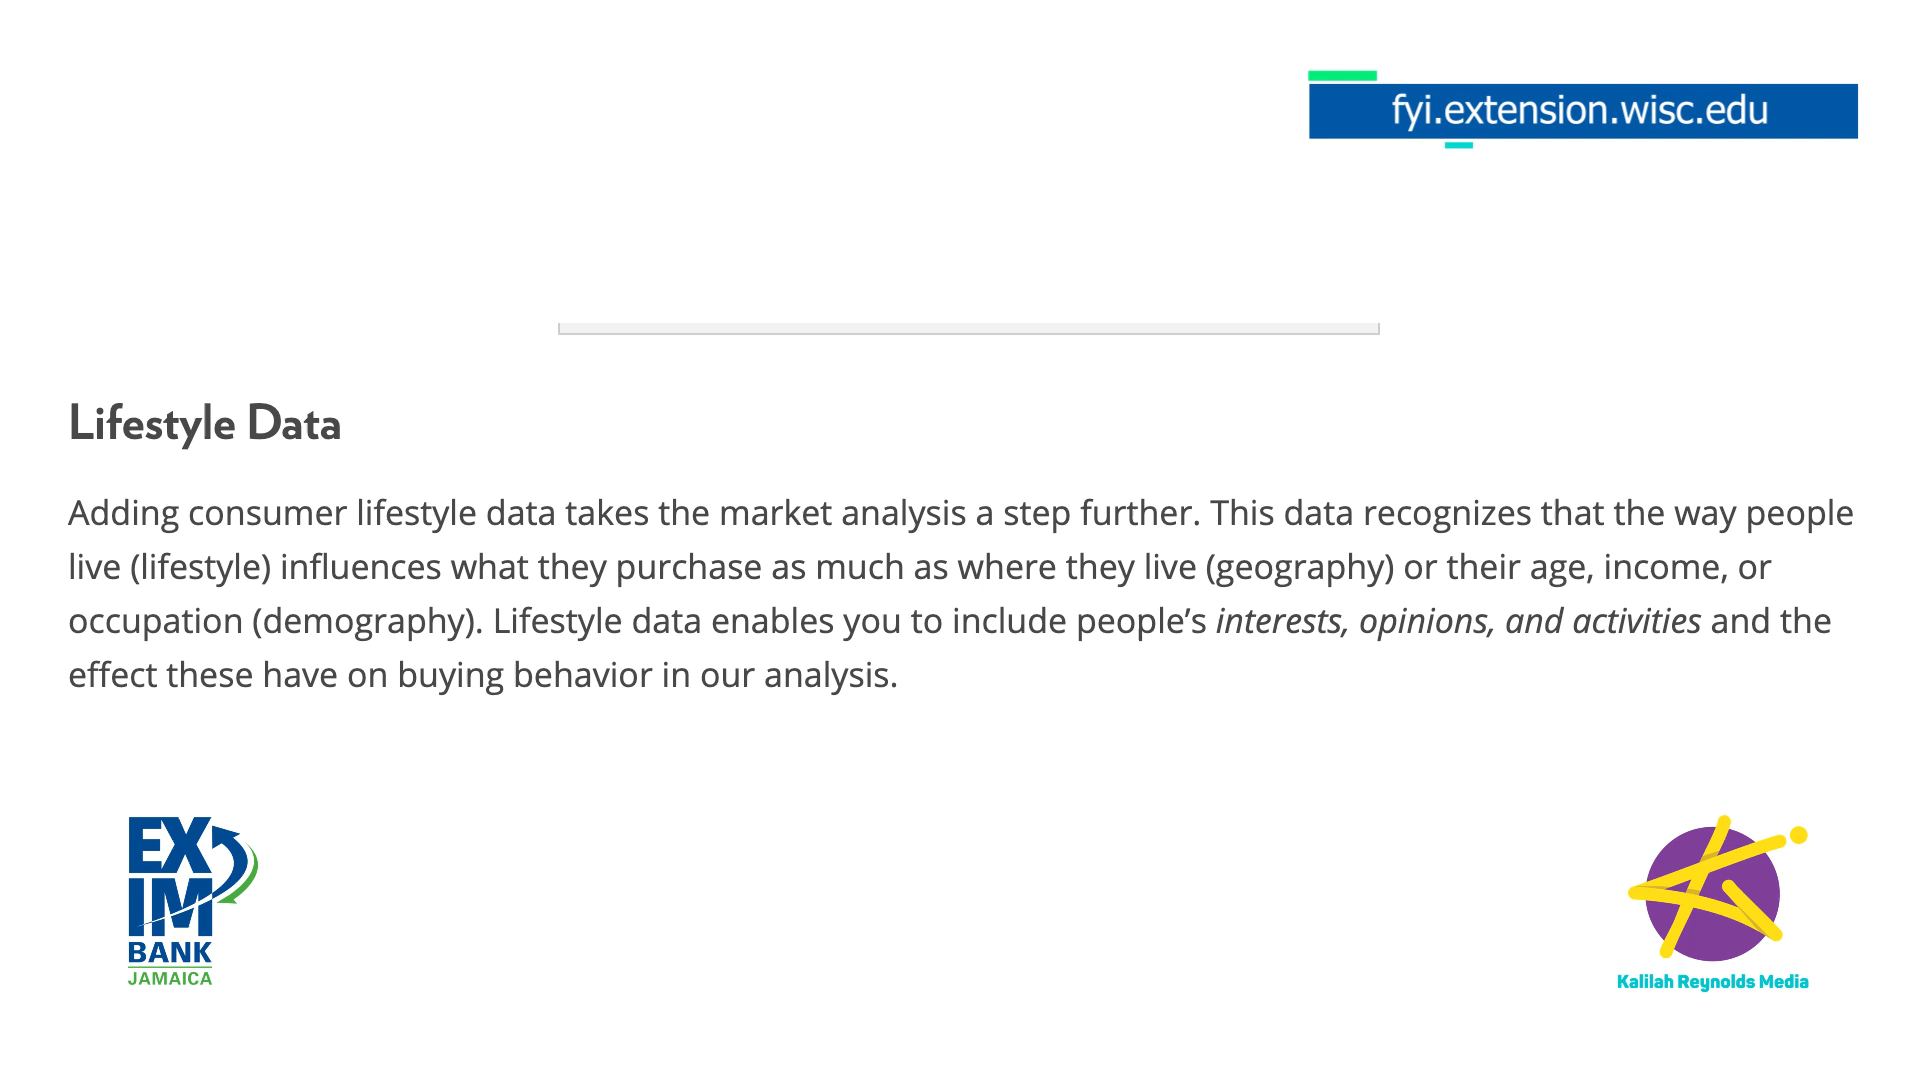 fyi.extension.wisc.edu
Lifestyle Data
Adding consumer lifestyle data takes the market analysis a step further. This data recognizes that the way people
live (lifestyle) influences what they purchase as much as where they live (geography) or their age, income, or
occupation (demography). Lifestyle data enables you to include people’s interests, opinions, and activities and the
effect these have on buying behavior in our analysis.
EX
IM
BANK
JAMAICA
Kalilah Reynolds Media